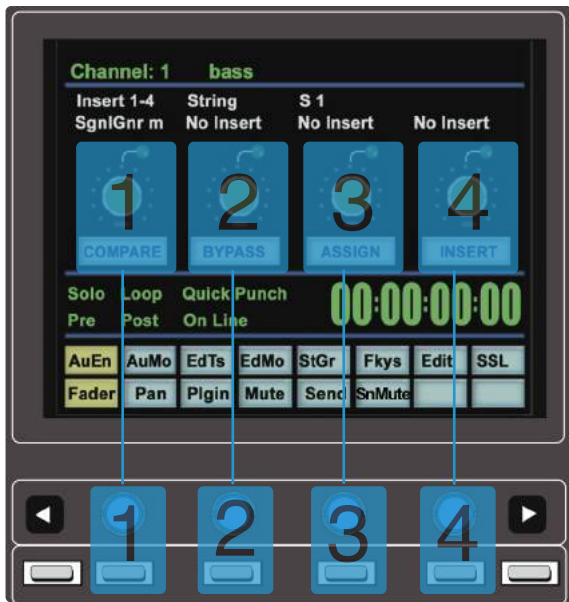 Channel: 1 bass
Insert 1-4 String S 1
SgnlGnr m No Insert No Insert No Insert
1 2 3 4
COMPARE BYPASS ASSIGN INSERT
Solo Loop Quick Punch 00:00:00:00
Pre Post On Line
AuEn AuMo EdTs EdMo StGr Fkys Edit SSL
Fader Pan Plgin Mute Send SnMute
1 2 3 4